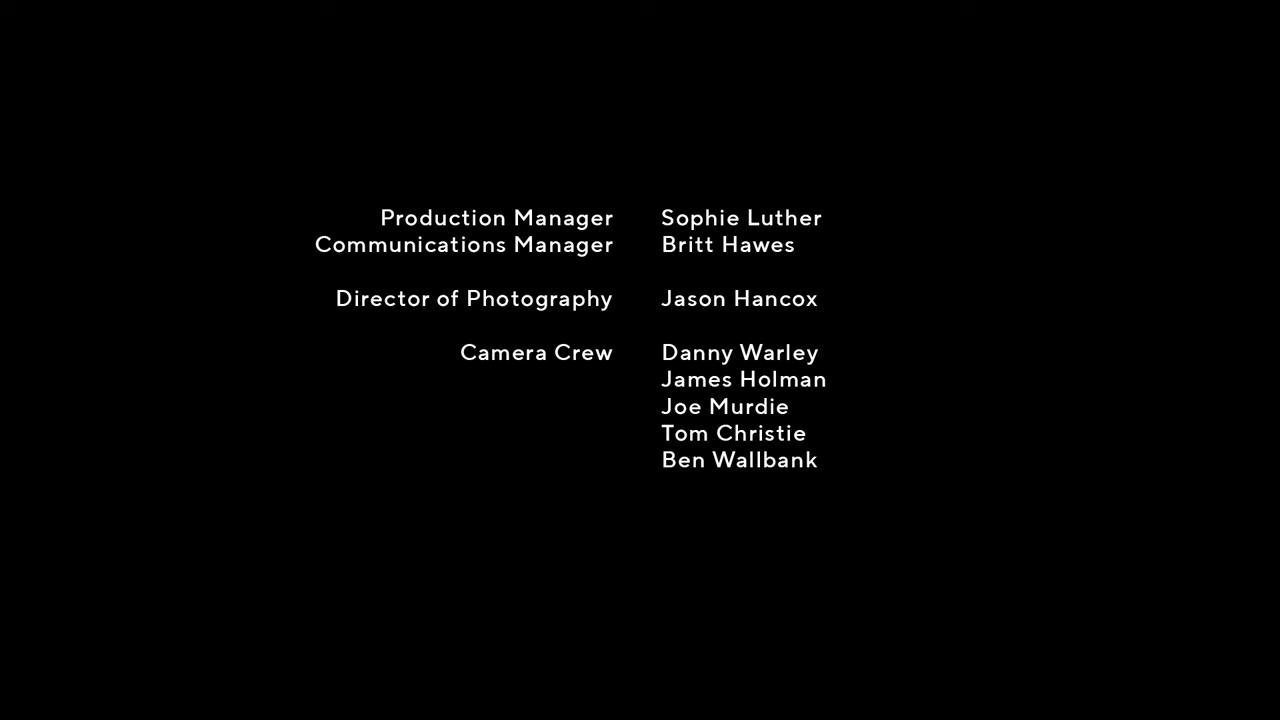 Production Manager Sophie Luther
Communications Manager Britt Hawes
Director of Photography Jason Hancox
Camera Crew Danny Warley
James Holman
Joe Murdie
Tom Christie
Ben Wallbank